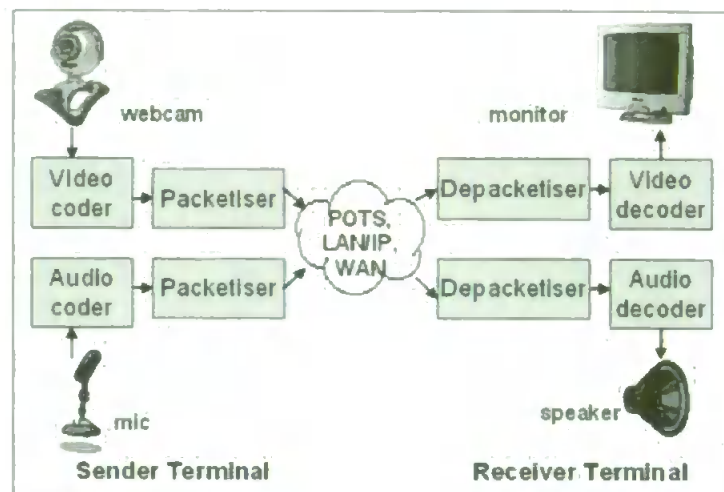 webcam
monitor
Video
coder
Packetiser
POTS,
LAN/IP,
WAN
Depacketiser
Video
decoder
Audio
coder
Packetiser
Depacketiser
Audio
decoder
mic
speaker
Sender Terminal
Receiver Terminal